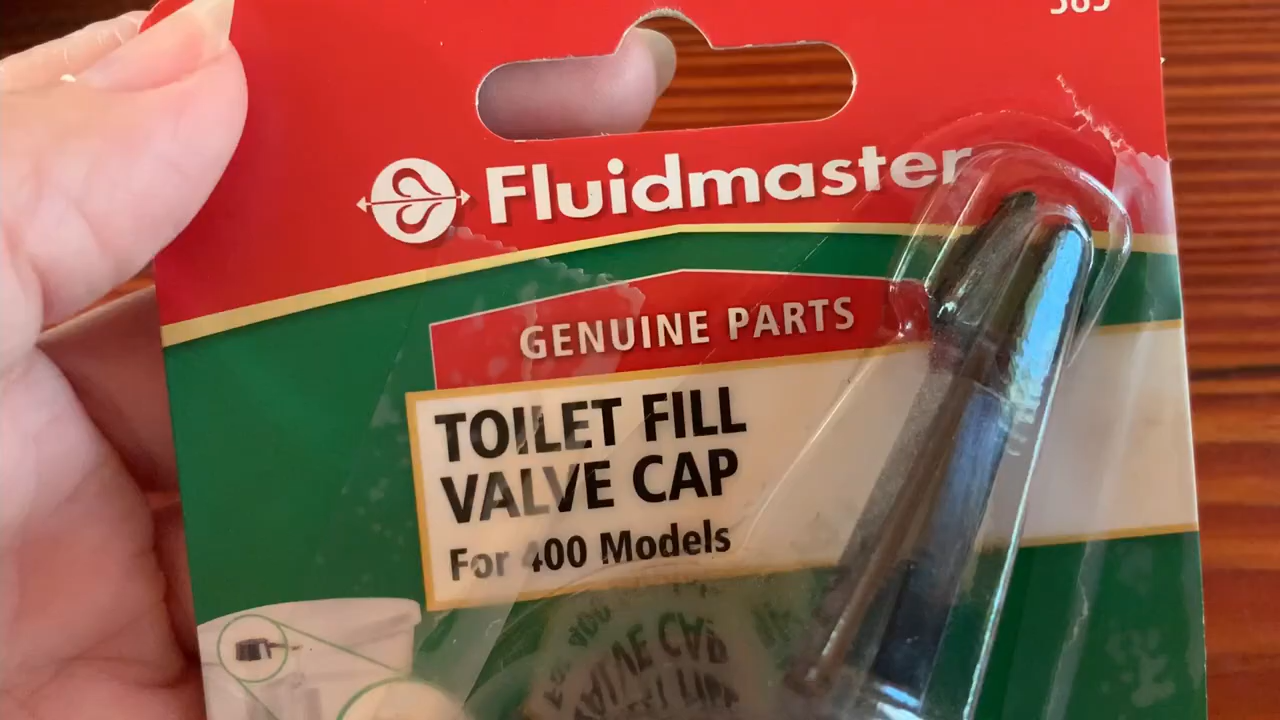 Fluidmaster
GENUINE PARTS
TOILET FILL
VALVE CAP
For 400 Models